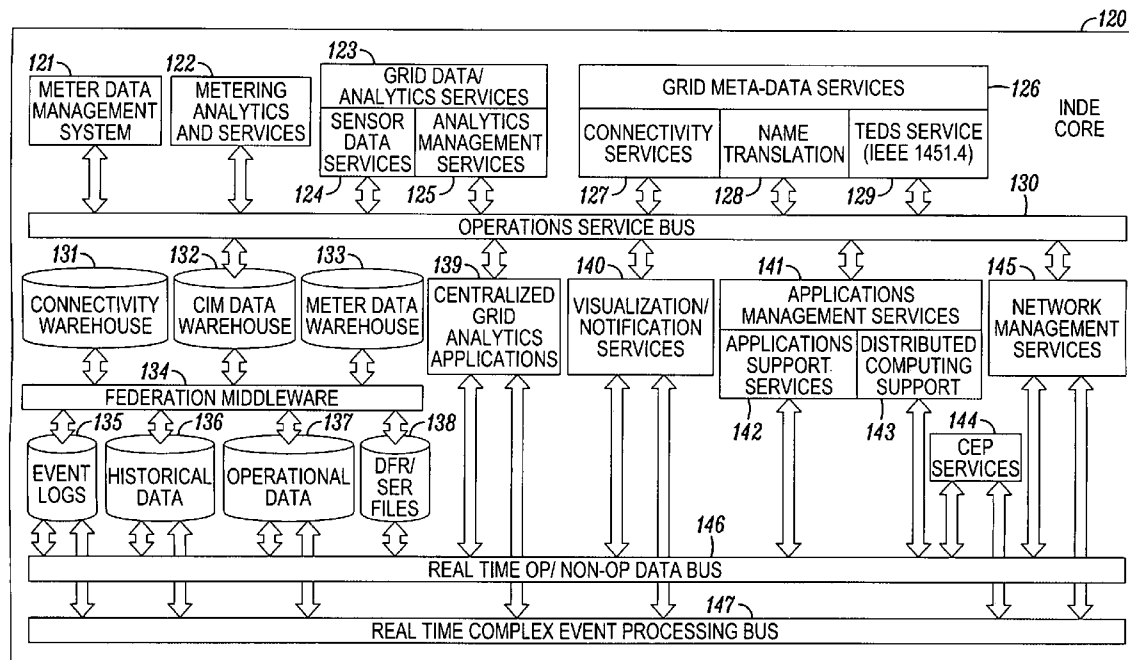 120
121
122
123
METER DATA
MANAGEMENT
SYSTEM
METERING
ANALYTICS
AND SERVICES
GRID DATA/
ANALYTICS SERVICES
SENSOR
DATA
SERVICES
ANALYTICS
MANAGEMENT
SERVICES
124
125
GRID META-DATA SERVICES
126
CONNECTIVITY
SERVICES
NAME
TRANSLATION
TEDS SERVICE
(IEEE 1451.4)
127
128
129
INDE
CORE
130
OPERATIONS SERVICE BUS
131
CONNECTIVITY
WAREHOUSE
132
CIM DATA
WAREHOUSE
133
METER DATA
WAREHOUSE
139
CENTRALIZED
GRID
ANALYTICS
APPLICATIONS
140
VISUALIZATION/
NOTIFICATION
SERVICES
141
APPLICATIONS
MANAGEMENT SERVICES
APPLICATIONS
SUPPORT
SERVICES
DISTRIBUTED
COMPUTING
SUPPORT
142
143
145
NETWORK
MANAGEMENT
SERVICES
134
FEDERATION MIDDLEWARE
135
EVENT
LOGS
136
HISTORICAL
DATA
137
OPERATIONAL
DATA
138
DFR/
SER
FILES
144
CEP
SERVICES
146
REAL TIME OP/ NON-OP DATA BUS
147
REAL TIME COMPLEX EVENT PROCESSING BUS